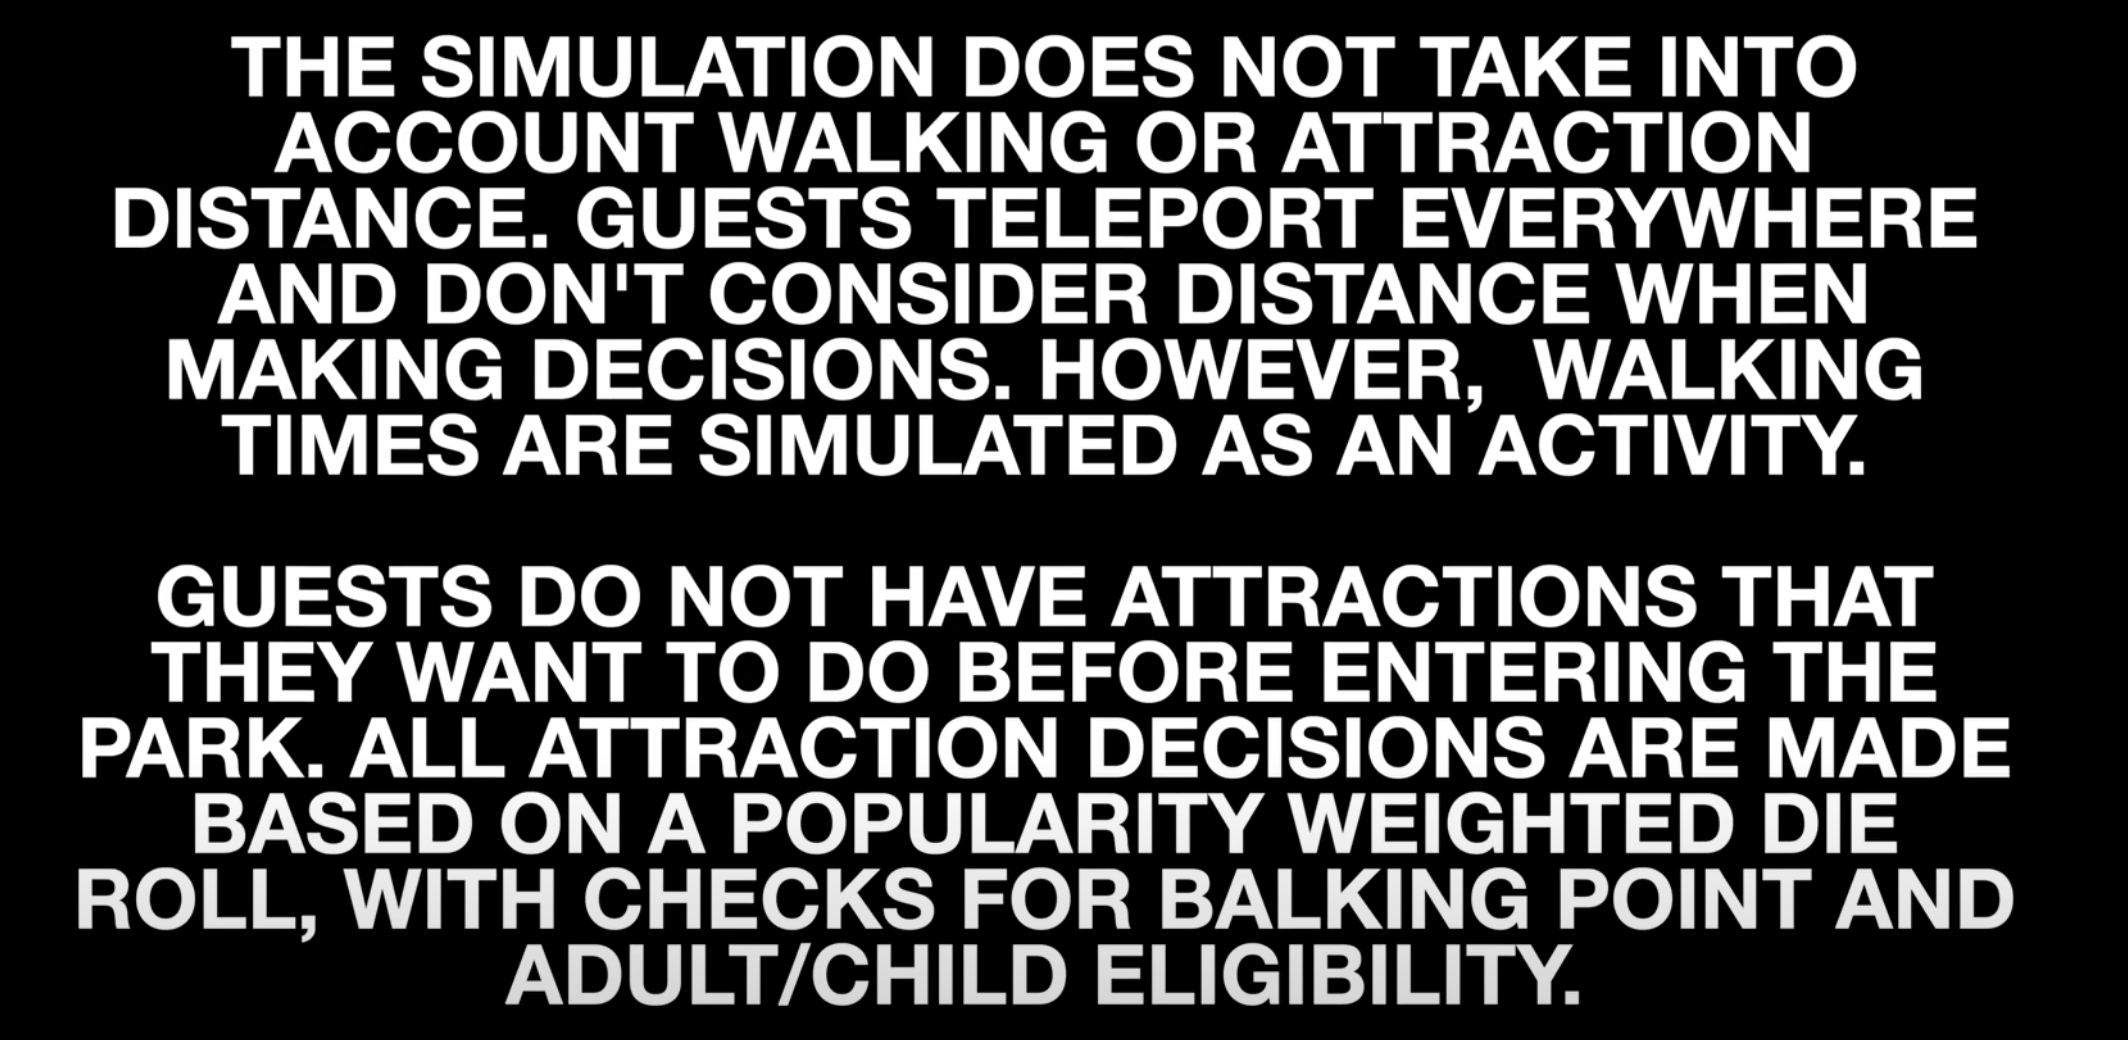 THE SIMULATION DOES NOT TAKE INTO
ACCOUNT WALKING OR ATTRACTION
DISTANCE. GUESTS TELEPORT EVERYWHERE
AND DON'T CONSIDER DISTANCE WHEN
MAKING DECISIONS. HOWEVER,  WALKING
TIMES ARE SIMULATED AS AN ACTIVITY.
GUESTS DO NOT HAVE ATTRACTIONS THAT
THEY WANT TO DO BEFORE ENTERING THE
PARK. ALL ATTRACTION DECISIONS ARE MADE
BASED ON A POPULARITY WEIGHTED DIE
ROLL, WITH CHECKS FOR BALKING POINT AND
ADULT/CHILD ELIGIBILITY.